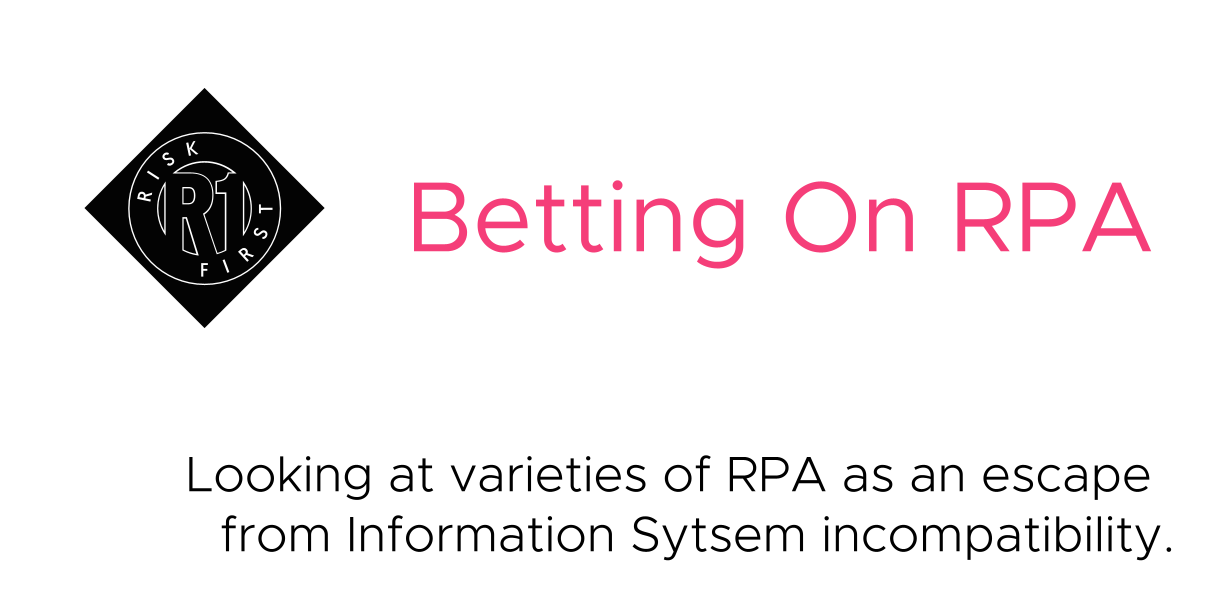 RISK
R1
FIRST
Betting On RPA
Looking at varieties of RPA as an escape
from Information Sytsem incompatibility.